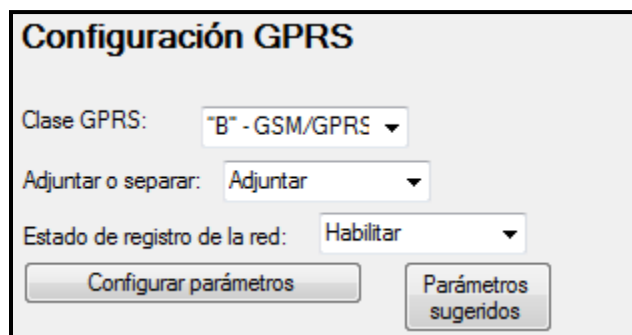 Configuración GPRS
Clase GPRS: "B" - GSM/GPRS
Adjuntar o separar: Adjuntar
Estado de registro de la red: Habilitar
Configurar parámetros Parámetros
sugeridos